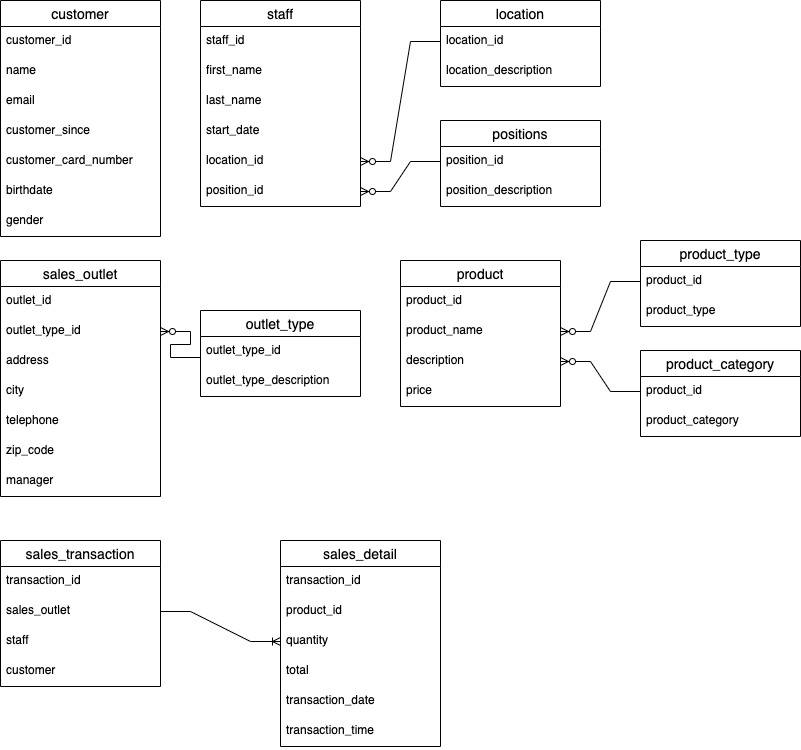 customer
customer_id
name
email
customer_since
customer_card_number
birthdate
gender
staff
staff_id
first_name
last_name
start_date
location_id
position_id
location
location_id
location_description
positions
position_id
position_description
sales_outlet
outlet_id
outlet_type_id
address
city
telephone
zip_code
manager
outlet_type
outlet_type_id
outlet_type_description
product
product_id
product_name
description
price
product_type
product_id
product_type
product_category
product_id
product_category
sales_transaction
transaction_id
sales_outlet
staff
customer
sales_detail
transaction_id
product_id
quantity
total
transaction_date
transaction_time